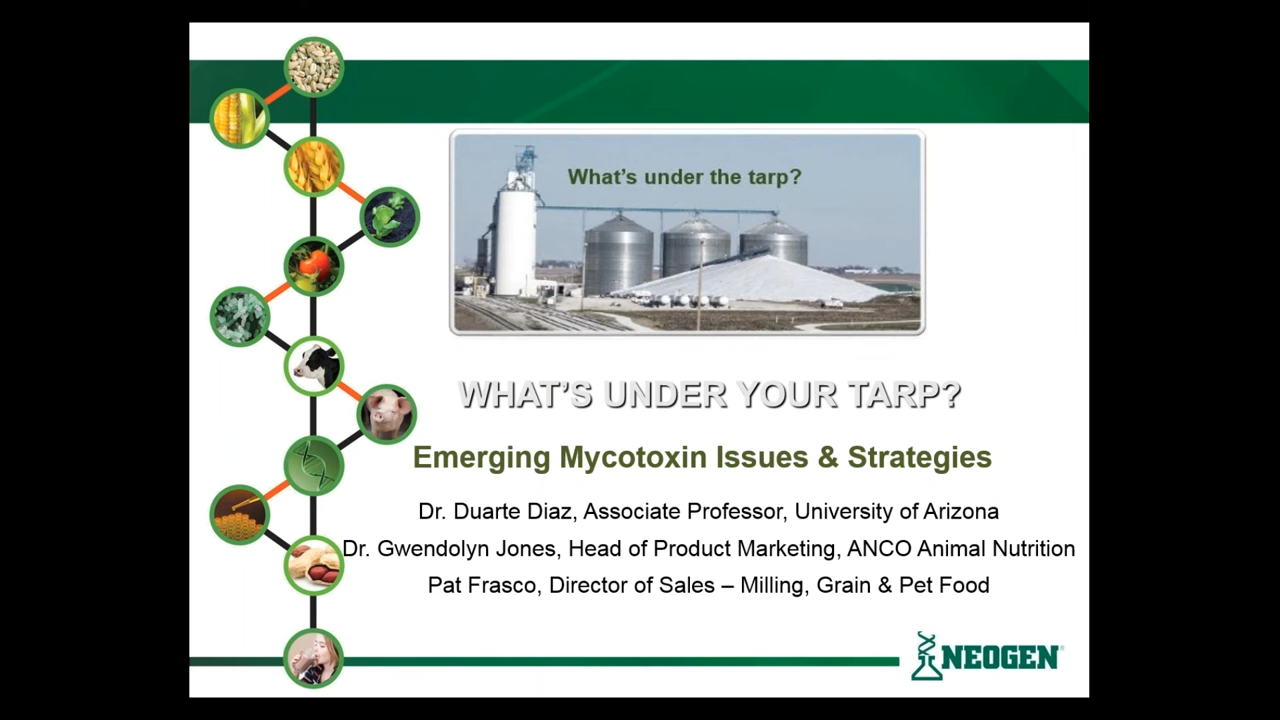 What's under the tarp?
WHAT'S UNDER YOUR TARP?
Emerging Mycotoxin Issues & Strategies
Dr. Duarte Diaz, Associate Professor, University of Arizona
Dr. Gwendolyn Jones, Head of Product Marketing, ANCO Animal Nutrition
Pat Frasco, Director of Sales – Milling, Grain & Pet Food
NEOGEN®